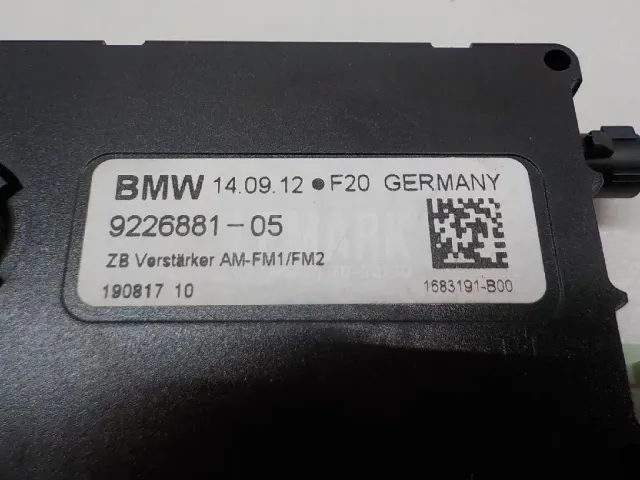 BMW 14.09.12 ● F20 GERMANY
9226881-05
ZB Verstärker AM-FM1/FM2
190817 10
1683191-B00